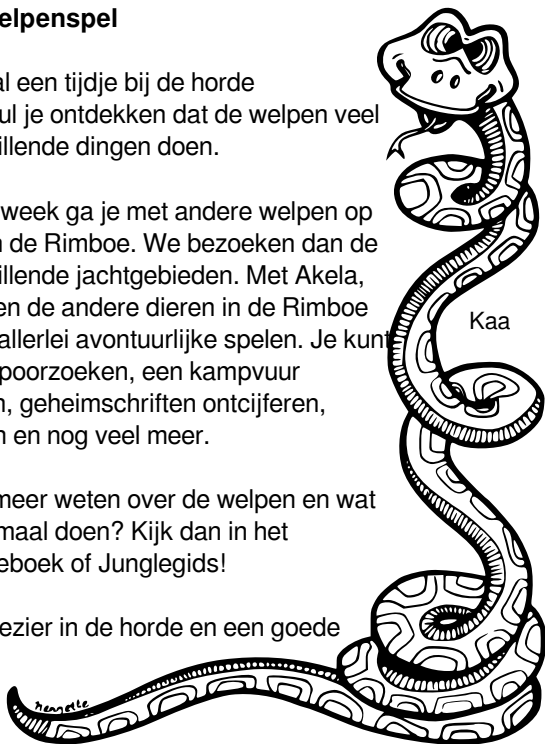 elpenspel
al een tijdje bij de horde
ul je ontdekken dat de welpen veel
illende dingen doen.
week ga je met andere welpen op
n de Rimboe. We bezoeken dan de
illende jachtgebieden. Met Akela,
en de andere dieren in de Rimboe
allerlei avontuurlijke spelen. Je kunt
poorzoeken, een kampvuur
n, geheimschriften ontcijferen,
n en nog veel meer.
meer weten over de welpen en wat
maal doen? Kijk dan in het
eboek of Junglegids!
ezier in de horde en een goede
Kaa